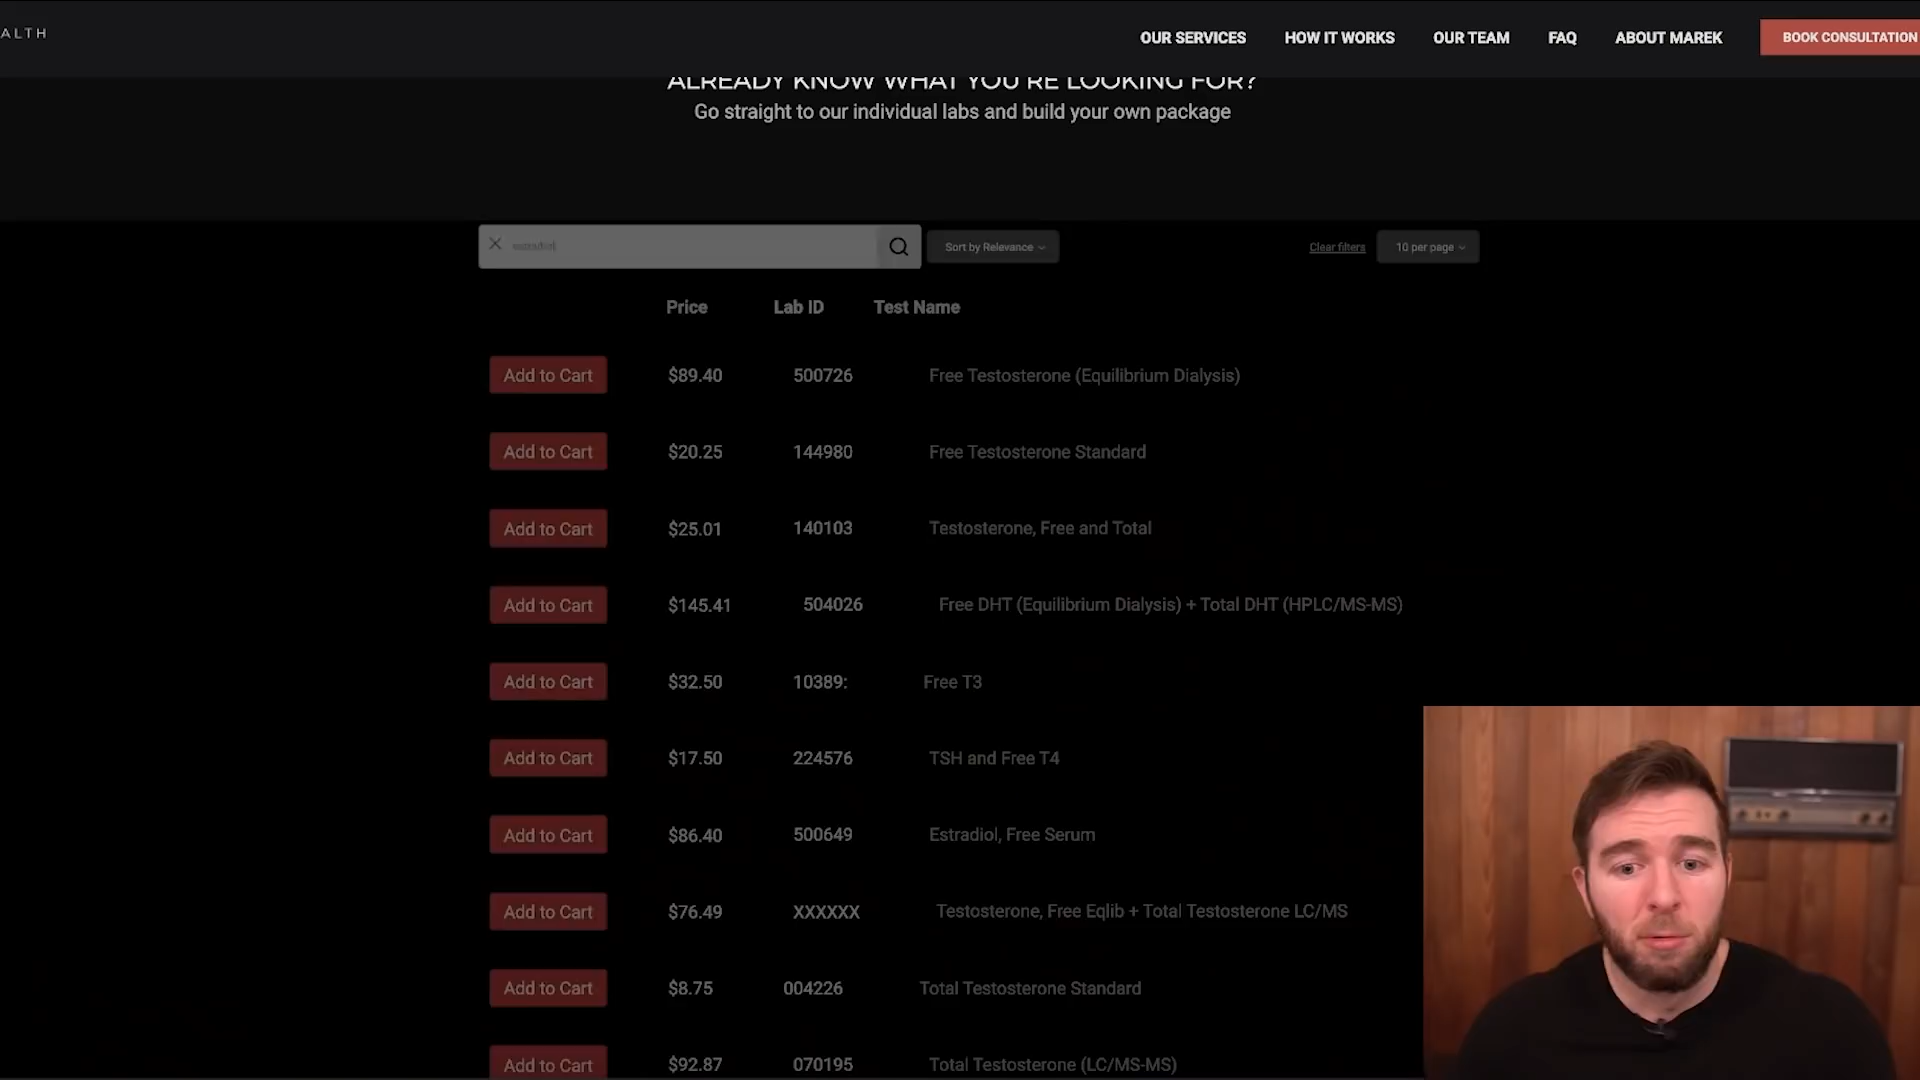 ALTH
OUR SERVICES HOW IT WORKS OUR TEAM FAQ ABOUT MAREK BOOK CONSULTATION
ALREADY KNOW WHAT YOU'RE LOOKING FOR?
Go straight to our individual labs and build your own package
estradiol Sort by Relevance Clear filters 10 per page
Price Lab ID Test Name
Add to Cart $89.40 500726 Free Testosterone (Equilibrium Dialysis)
Add to Cart $20.25 144980 Free Testosterone Standard
Add to Cart $25.01 140103 Testosterone, Free and Total
Add to Cart $145.41 504026 Free DHT (Equilibrium Dialysis) + Total DHT (HPLC/MS-MS)
Add to Cart $32.50 10389: Free T3
Add to Cart $17.50 224576 TSH and Free T4
Add to Cart $86.40 500649 Estradiol, Free Serum
Add to Cart $76.49 XXXXXX Testosterone, Free Eqlib + Total Testosterone LC/MS
Add to Cart $8.75 004226 Total Testosterone Standard
Add to Cart $92.87 070195 Total Testosterone (LC/MS-MS)